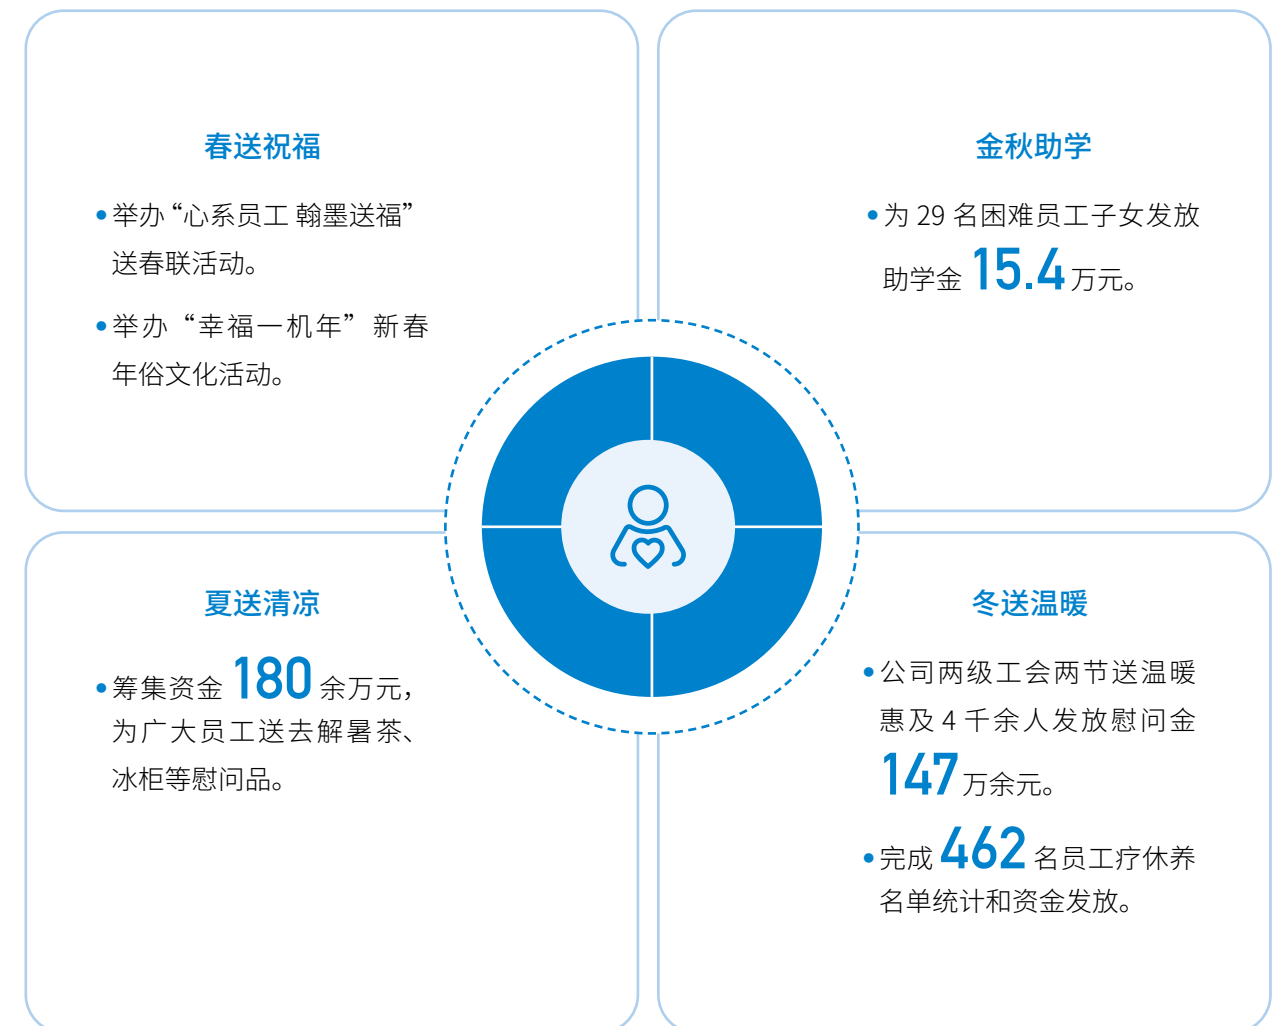 春送祝福
•举办“心系员工 翰墨送福”
送春联活动。
•举办“幸福一机年”新春
年俗文化活动。
金秋助学
•为 29 名困难员工子女发放
助学金 15.4 万元。
夏送清凉
•筹集资金 180 余万元，
为广大员工送去解暑茶、
冰柜等慰问品。
冬送温暖
•公司两级工会两节送温暖
惠及 4 千余人发放慰问金
147 万余元。
•完成 462 名员工疗休养
名单统计和资金发放。